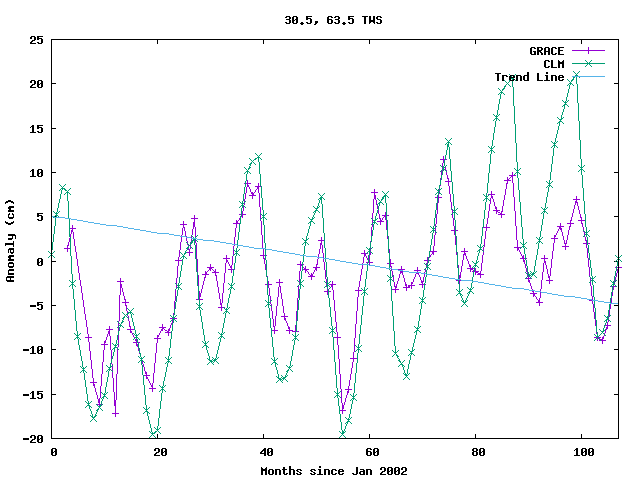 30.5, 63.5 TWS
25
GRACE
CLM
Trend Line
20
15
10
5
0
-5
-10
-15
-20
Anomaly (cm)
0 20 40 60 80 100
Months since Jan 2002